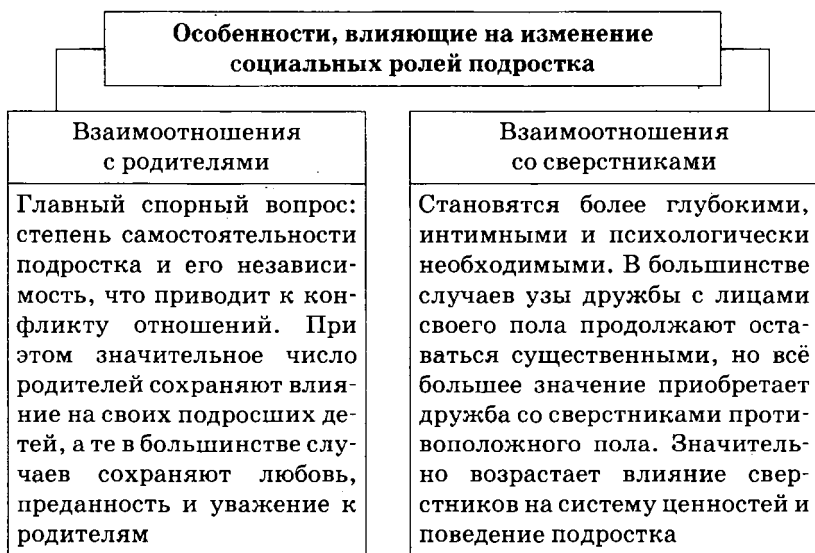 Особенности, влияющие на изменение
социальных ролей подростка
Взаимоотношения
с родителями
Главный спорный вопрос:
степень самостоятельности
подростка и его независи-
мость, что приводит к кон-
фликту отношений. При
этом значительное число
родителей сохраняют влия-
ние на своих подросших де-
тей, а те в большинстве слу-
чаев сохраняют любовь,
преданность и уважение к
родителям
Взаимоотношения
со сверстниками
Становятся более глубокими,
интимными и психологически
необходимыми. В большинстве
случаев узы дружбы с лицами
своего пола продолжают оста-
ваться существенными, но всё
большее значение приобретает
дружба со сверстниками проти-
воположного пола. Значитель-
но возрастает влияние свер-
стников на систему ценностей и
поведение подростка